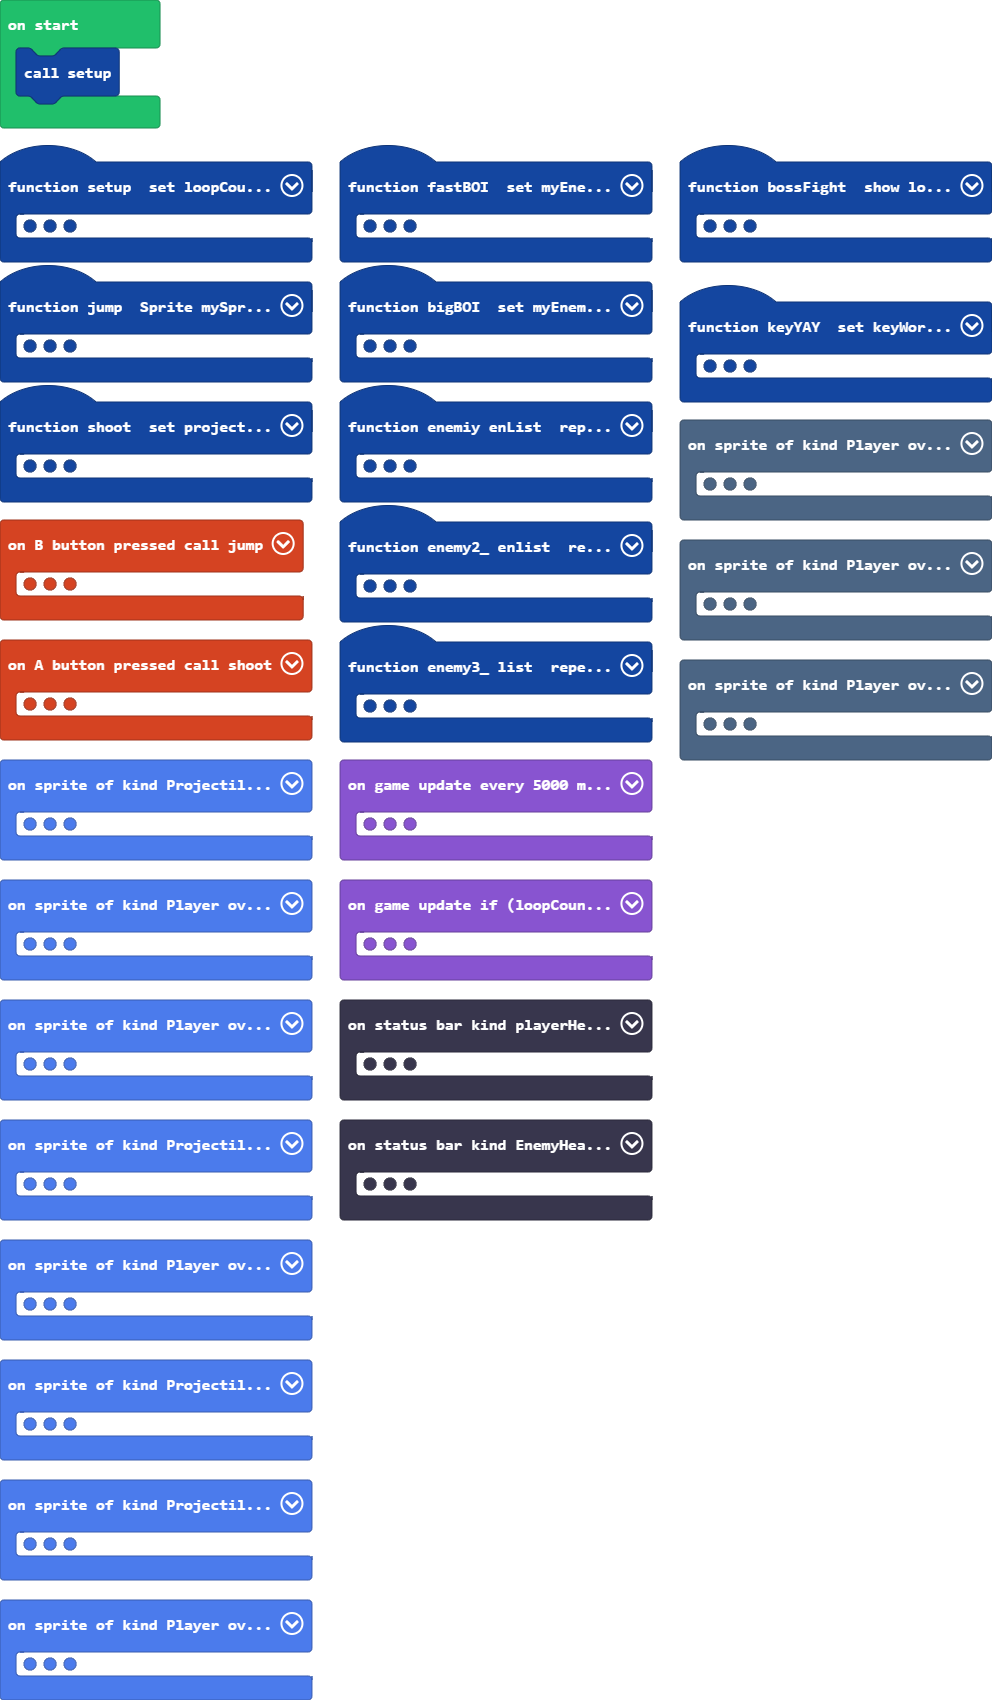 on start
call setup
function setup set loopCou...
function jump Sprite mySpr...
function shoot set project...
on B button pressed call jump
on A button pressed call shoot
on sprite of kind Projectil...
on sprite of kind Player ov...
on sprite of kind Player ov...
on sprite of kind Projectil...
on sprite of kind Player ov...
on sprite of kind Projectil...
on sprite of kind Projectil...
on sprite of kind Player ov...
function fastBOI set myEne...
function bigBOI set myEnem...
function enemiy enList rep...
function enemy2_ enlist re...
function enemy3_ list repe...
on game update every 5000 m...
on game update if (loopCoun...
on status bar kind playerHe...
on status bar kind EnemyHea...
function bossFight show lo...
function keyYAY set keyWor...
on sprite of kind Player ov...
on sprite of kind Player ov...
on sprite of kind Player ov...